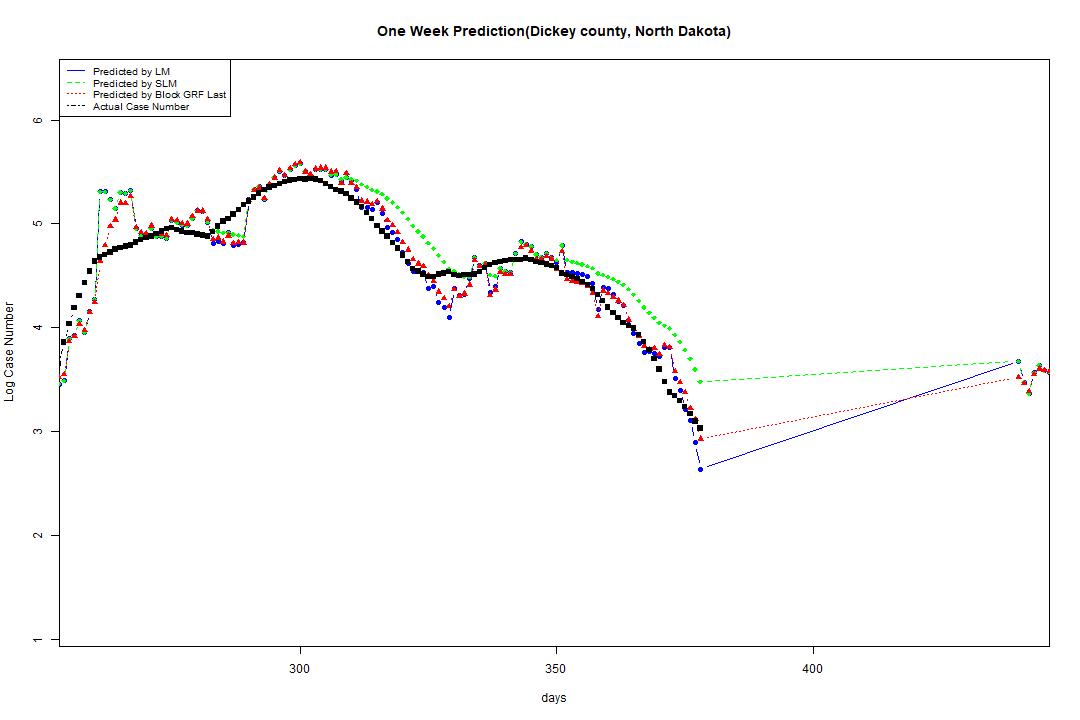 One Week Prediction(Dickey county, North Dakota)
Predicted by LM
Predicted by SLM
Predicted by Block GRF Last
Actual Case Number
Log Case Number
6
5
4
3
2
1
300
350
400
days